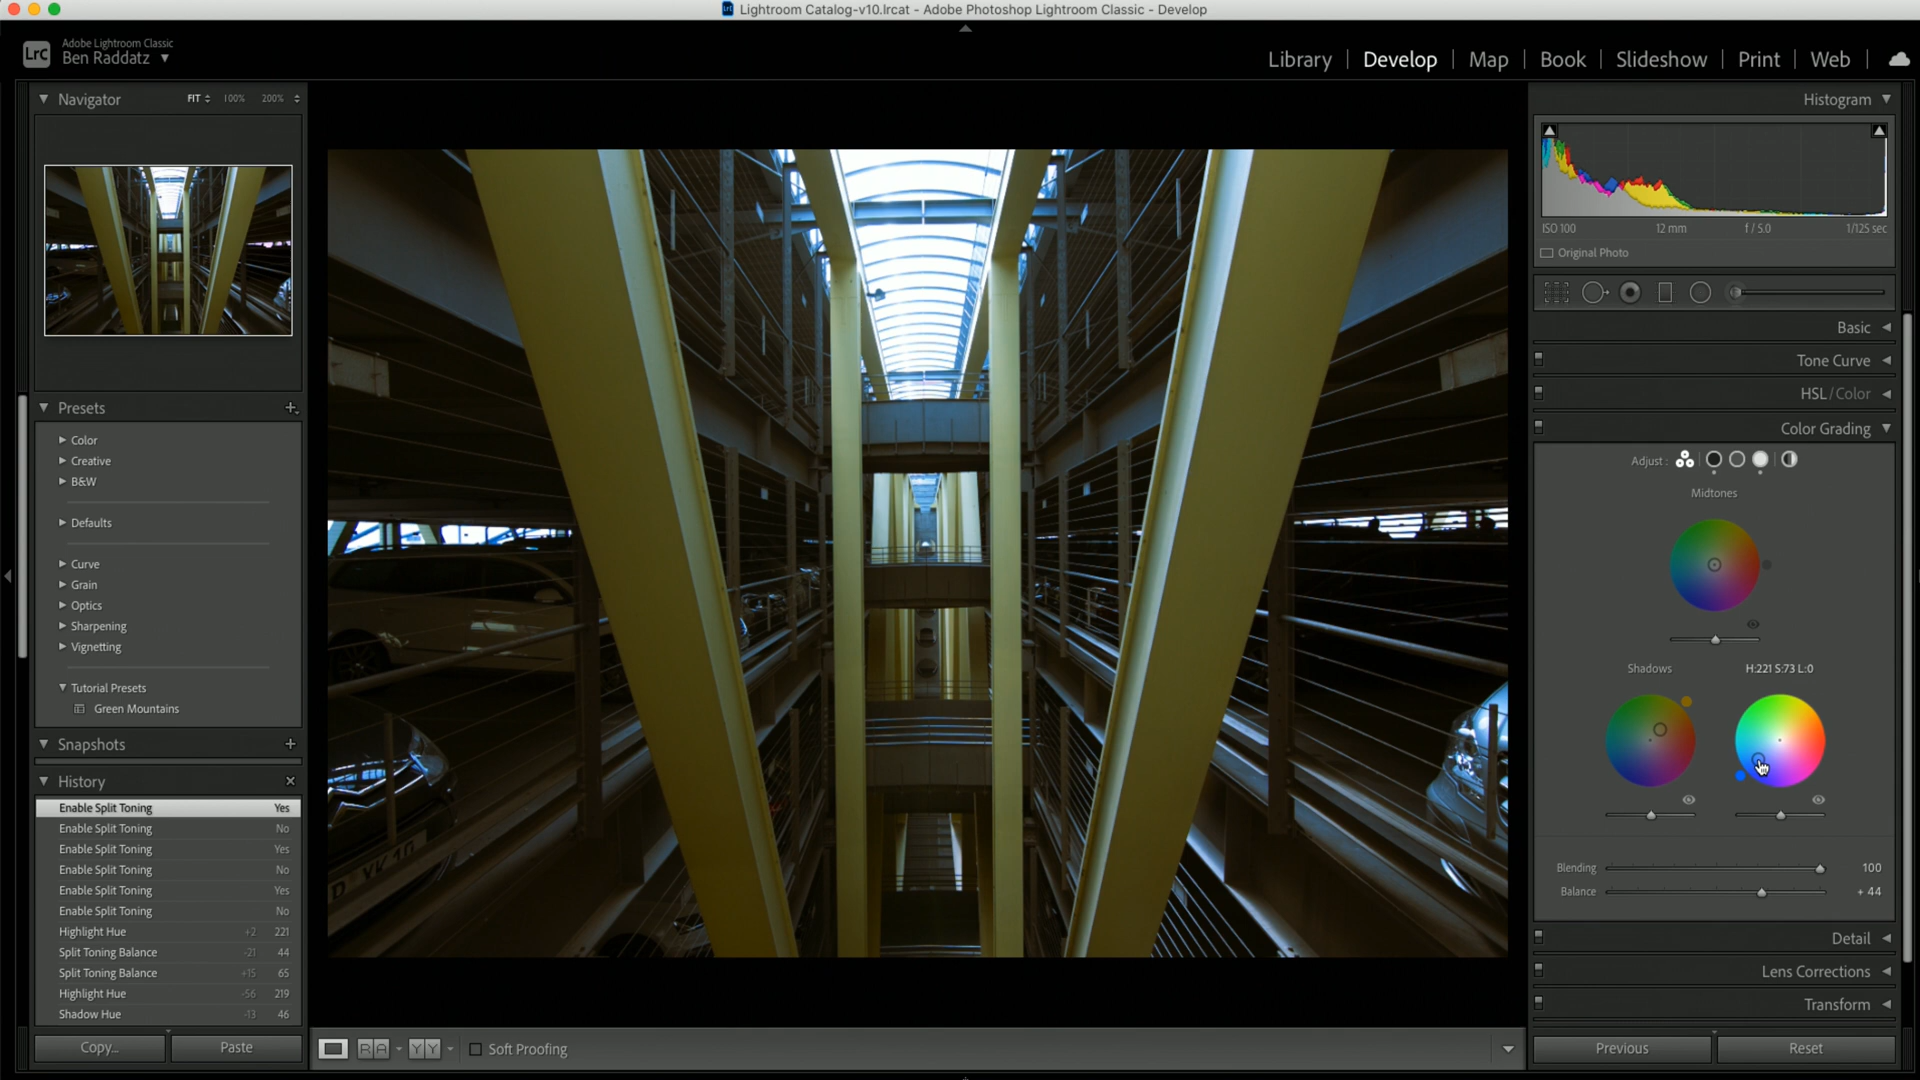 Lightroom Catalog-v10.lrcat - Adobe Photoshop Lightroom Classic - Develop
LrC
Adobe Lightroom Classic
Ben Raddatz
Library | Develop | Map | Book | Slideshow | Print | Web |
Navigator
FIT
100%
200%
Presets
Color
Creative
B&W
Defaults
Curve
Grain
Optics
Sharpening
Vignetting
Tutorial Presets
Green Mountains
Snapshots
History
Enable Split Toning Yes
Enable Split Toning No
Enable Split Toning Yes
Enable Split Toning No
Enable Split Toning Yes
Enable Split Toning No
Highlight Hue +2 221
Split Toning Balance -21 44
Split Toning Balance +15 65
Highlight Hue -56 219
Shadow Hue -13 46
Copy...
Paste
Soft Proofing
Histogram
ISO 100 12 mm f / 5.0 1/125 sec
Original Photo
Basic
Tone Curve
HSL / Color
Color Grading
Adjust :
Midtones
Shadows
H:221 S:73 L:0
Blending 100
Balance + 44
Detail
Lens Corrections
Transform
Previous
Reset